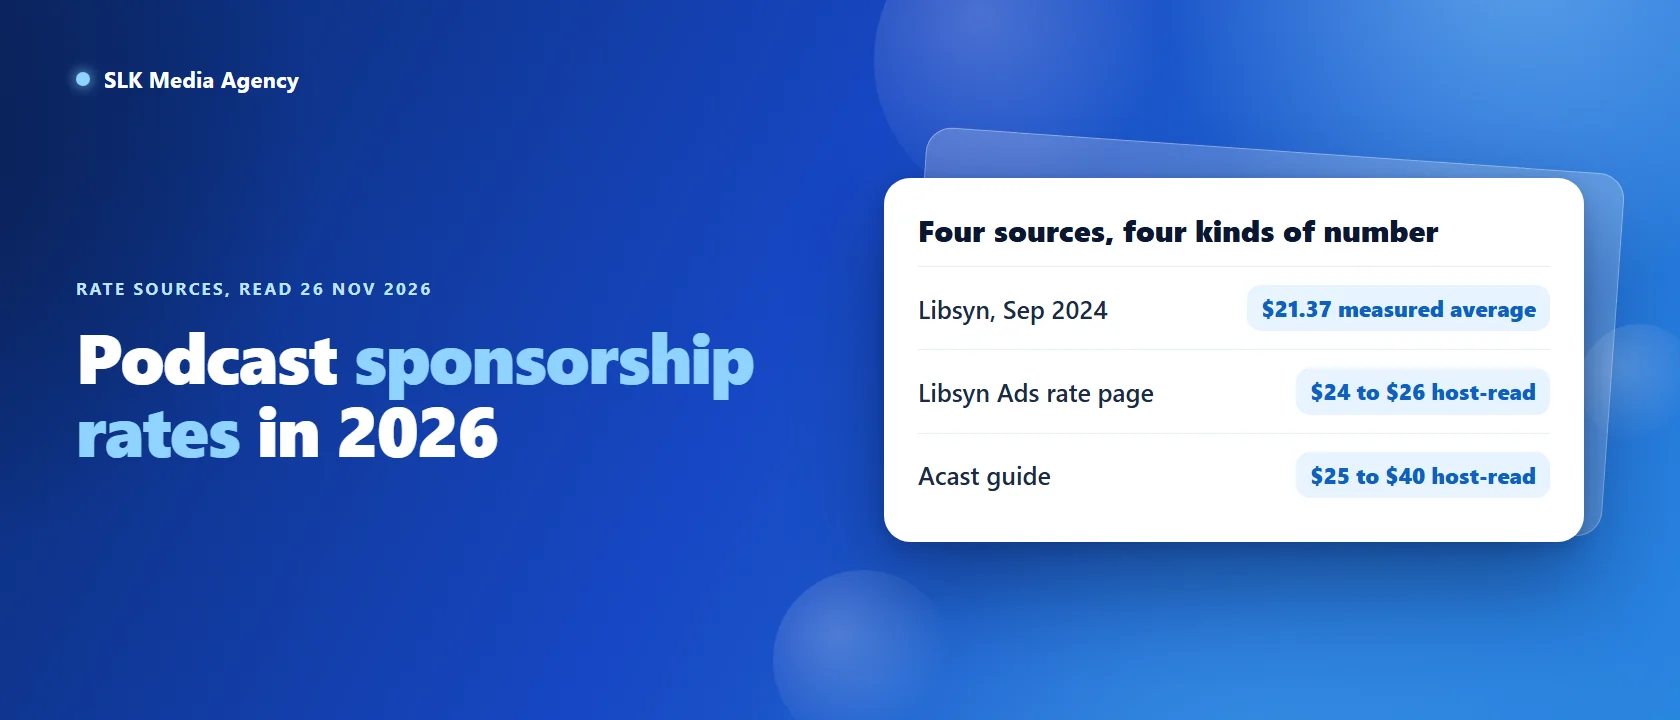 SLK Media Agency
RATE SOURCES, READ 26 NOV 2026
Podcast sponsorship
rates in 2026
Four sources, four kinds of number
Libsyn, Sep 2024
$21.37 measured average
Libsyn Ads rate page
$24 to $26 host-read
Acast guide
$25 to $40 host-read